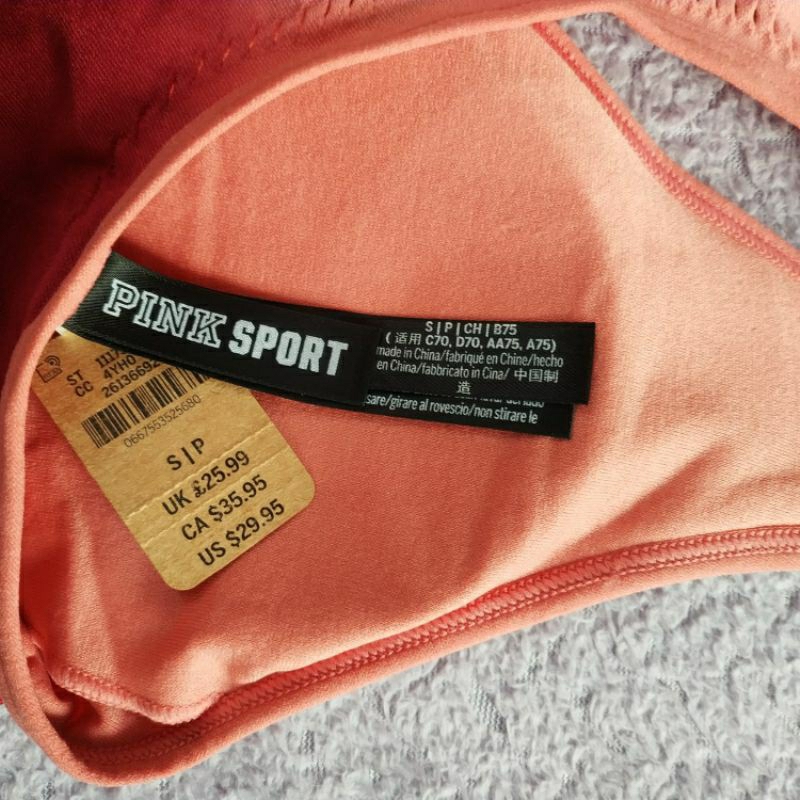 PINK SPORT
S | P | CH | B75
( 适用 C70, D70, AA75, A75)
made in China/fabriqué en Chine/hecho
en China/fabbricato in Cina/ 中国制
造
sare/girare al rovescio/non stirare le
ST
CC 4YH0
0667553525680
S | P
UK £25.99
CA $35.95
US $29.95